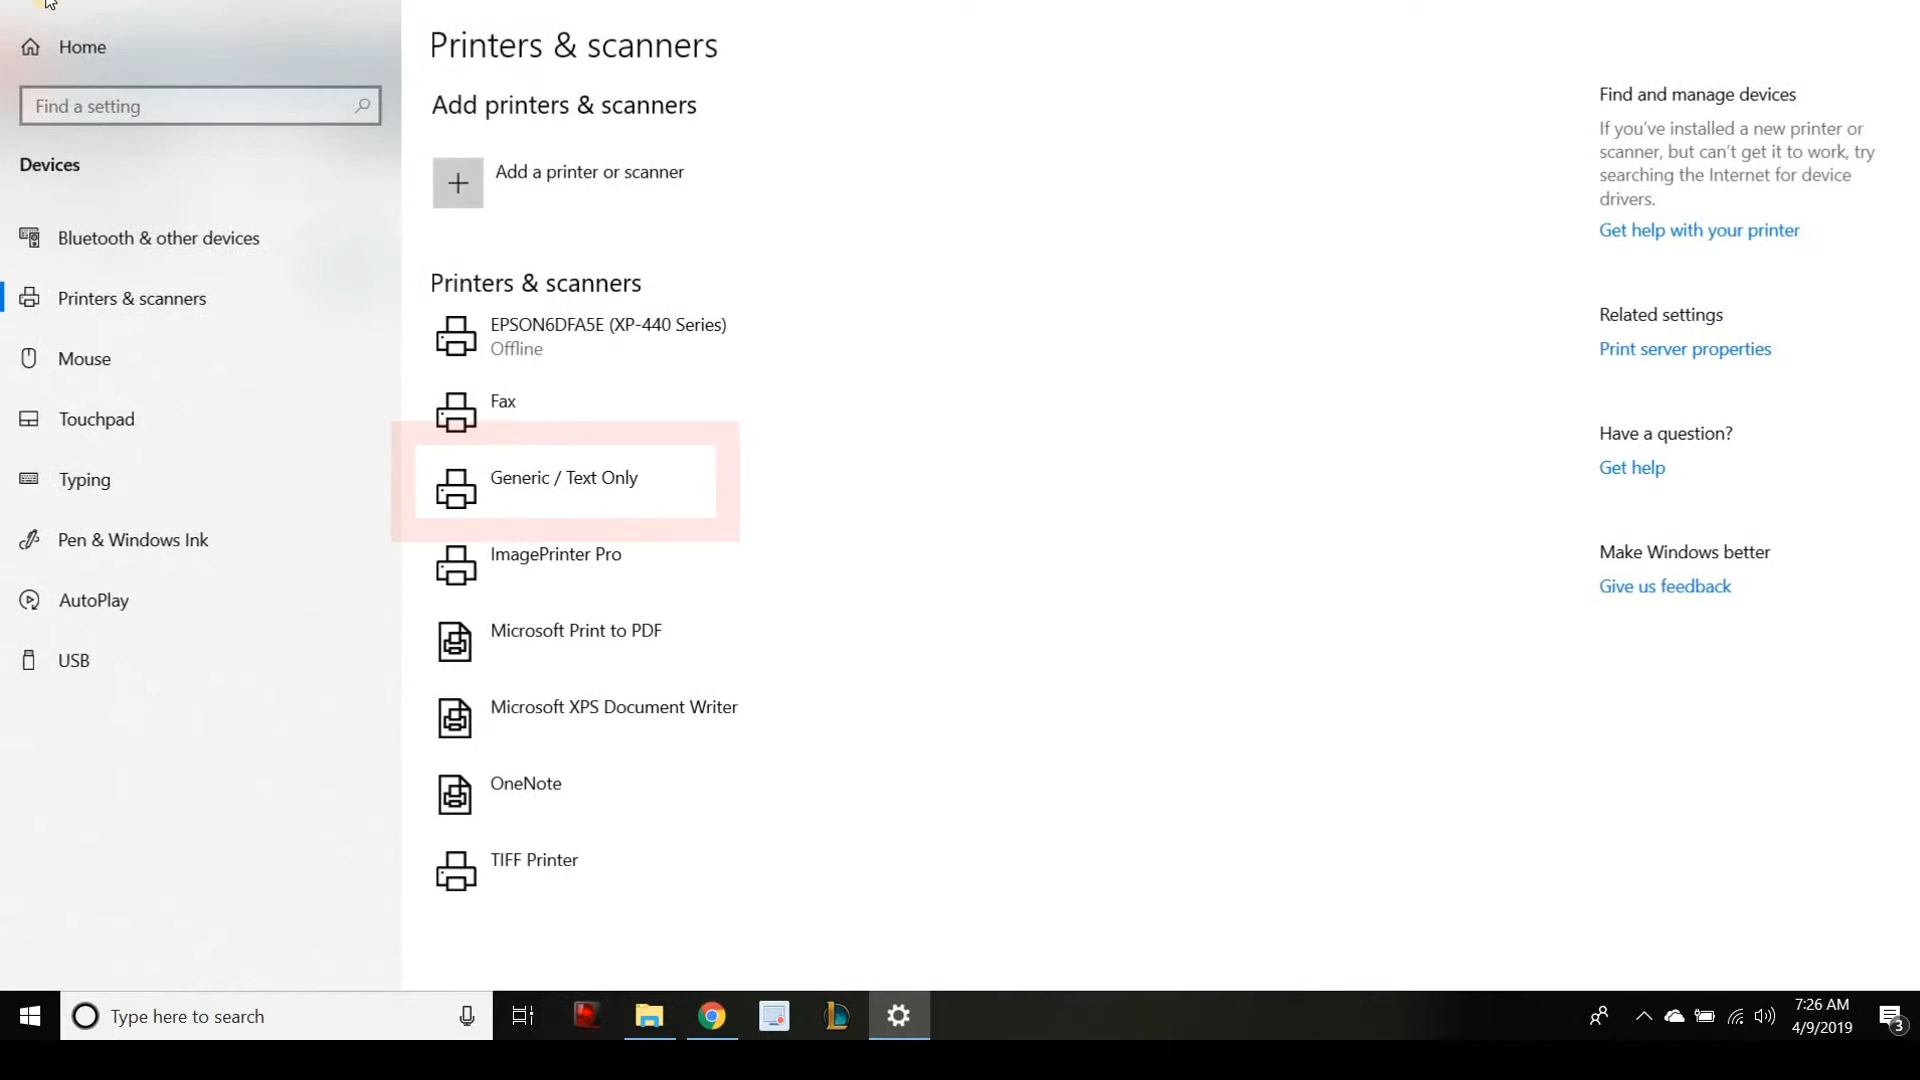 Home
Find a setting
Devices
Bluetooth & other devices
Printers & scanners
Mouse
Touchpad
Typing
Pen & Windows Ink
AutoPlay
USB
Printers & scanners
Add printers & scanners
Add a printer or scanner
Printers & scanners
EPSON6DFA5E (XP-440 Series)
Offline
Fax
Generic / Text Only
ImagePrinter Pro
Microsoft Print to PDF
Microsoft XPS Document Writer
OneNote
TIFF Printer
Find and manage devices
If you've installed a new printer or
scanner, but can't get it to work, try
searching the Internet for device
drivers.
Get help with your printer
Related settings
Print server properties
Have a question?
Get help
Make Windows better
Give us feedback
Type here to search
7:26 AM
4/9/2019
3